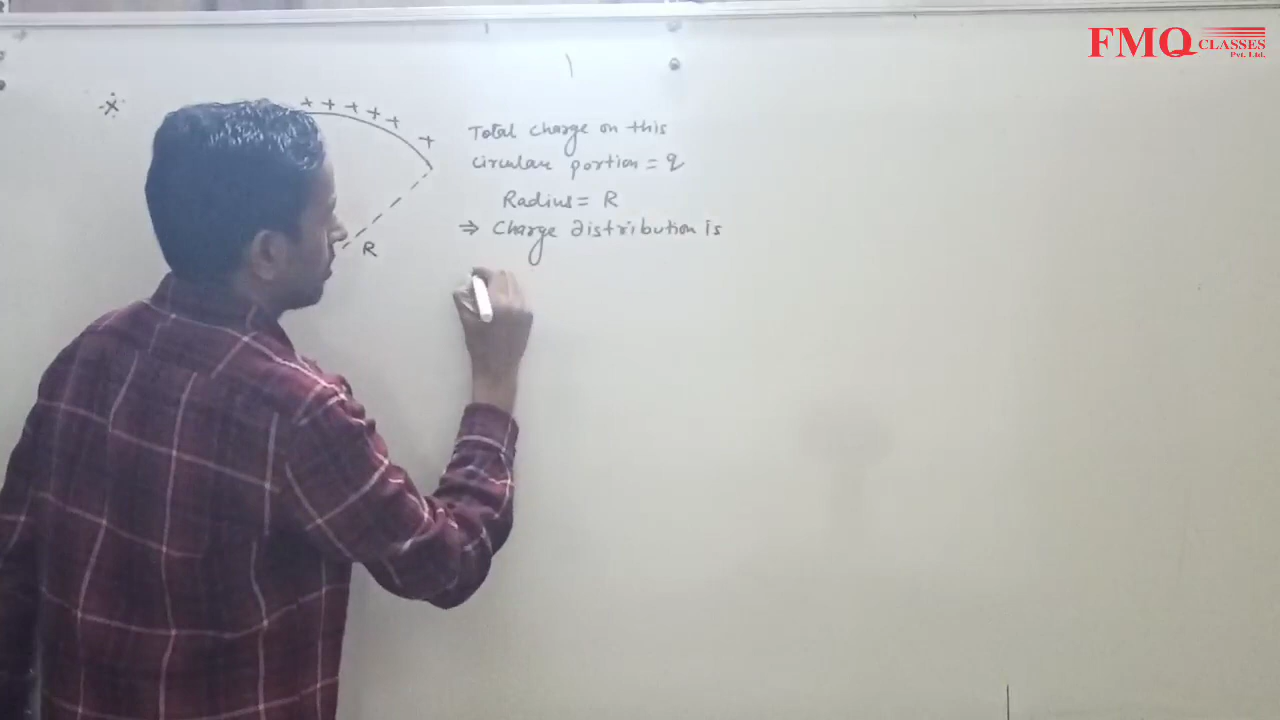 FMQ CLASSES
Pvt. Ltd.
Total charge on this
circular portion = q
Radius = R
⇒ Charge distribution is
R